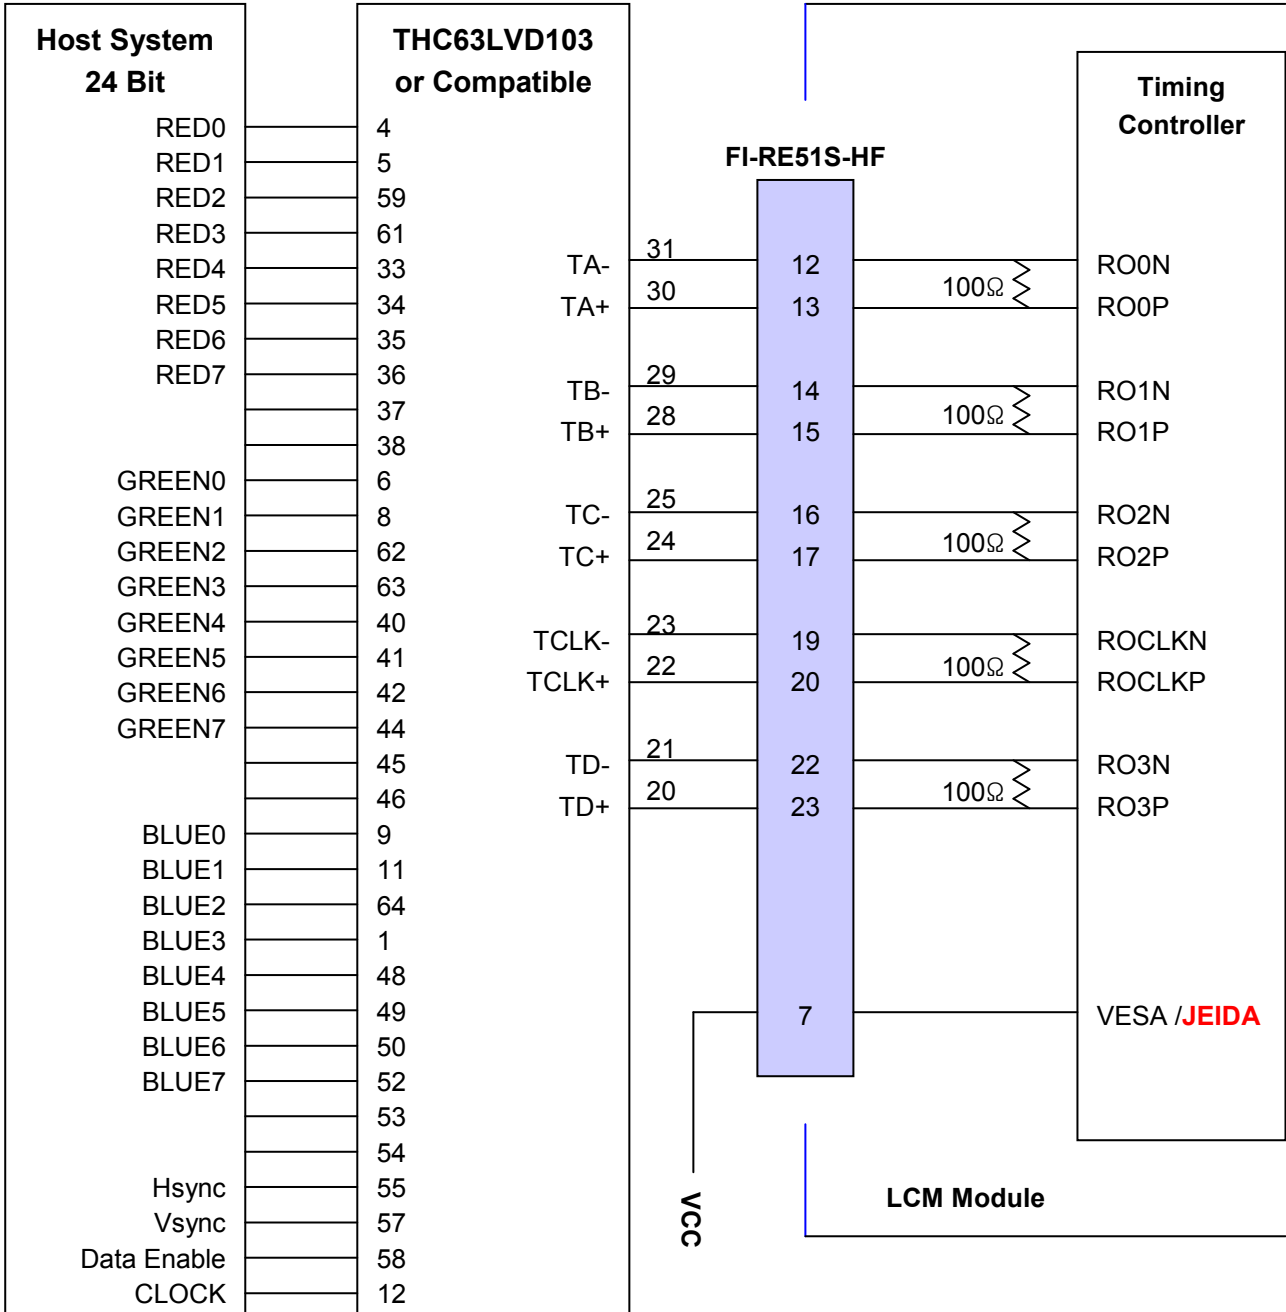 Host System
24 Bit
RED0
RED1
RED2
RED3
RED4
RED5
RED6
RED7
GREEN0
GREEN1
GREEN2
GREEN3
GREEN4
GREEN5
GREEN6
GREEN7
BLUE0
BLUE1
BLUE2
BLUE3
BLUE4
BLUE5
BLUE6
BLUE7
Hsync
Vsync
Data Enable
CLOCK
THC63LVD103
or Compatible
4
5
59
61
33
34
35
36
37
38
6
8
62
63
40
41
42
44
45
46
9
11
64
1
48
49
50
52
53
54
55
57
58
12
TA- 31
TA+ 30
TB- 29
TB+ 28
TC- 25
TC+ 24
TCLK- 23
TCLK+ 22
TD- 21
TD+ 20
FI-RE51S-HF
12
13
14
15
16
17
19
20
22
23
7
VCC
100Ω
100Ω
100Ω
100Ω
100Ω
Timing
Controller
RO0N
RO0P
RO1N
RO1P
RO2N
RO2P
ROCLKN
ROCLKP
RO3N
RO3P
VESA /JEIDA
LCM Module